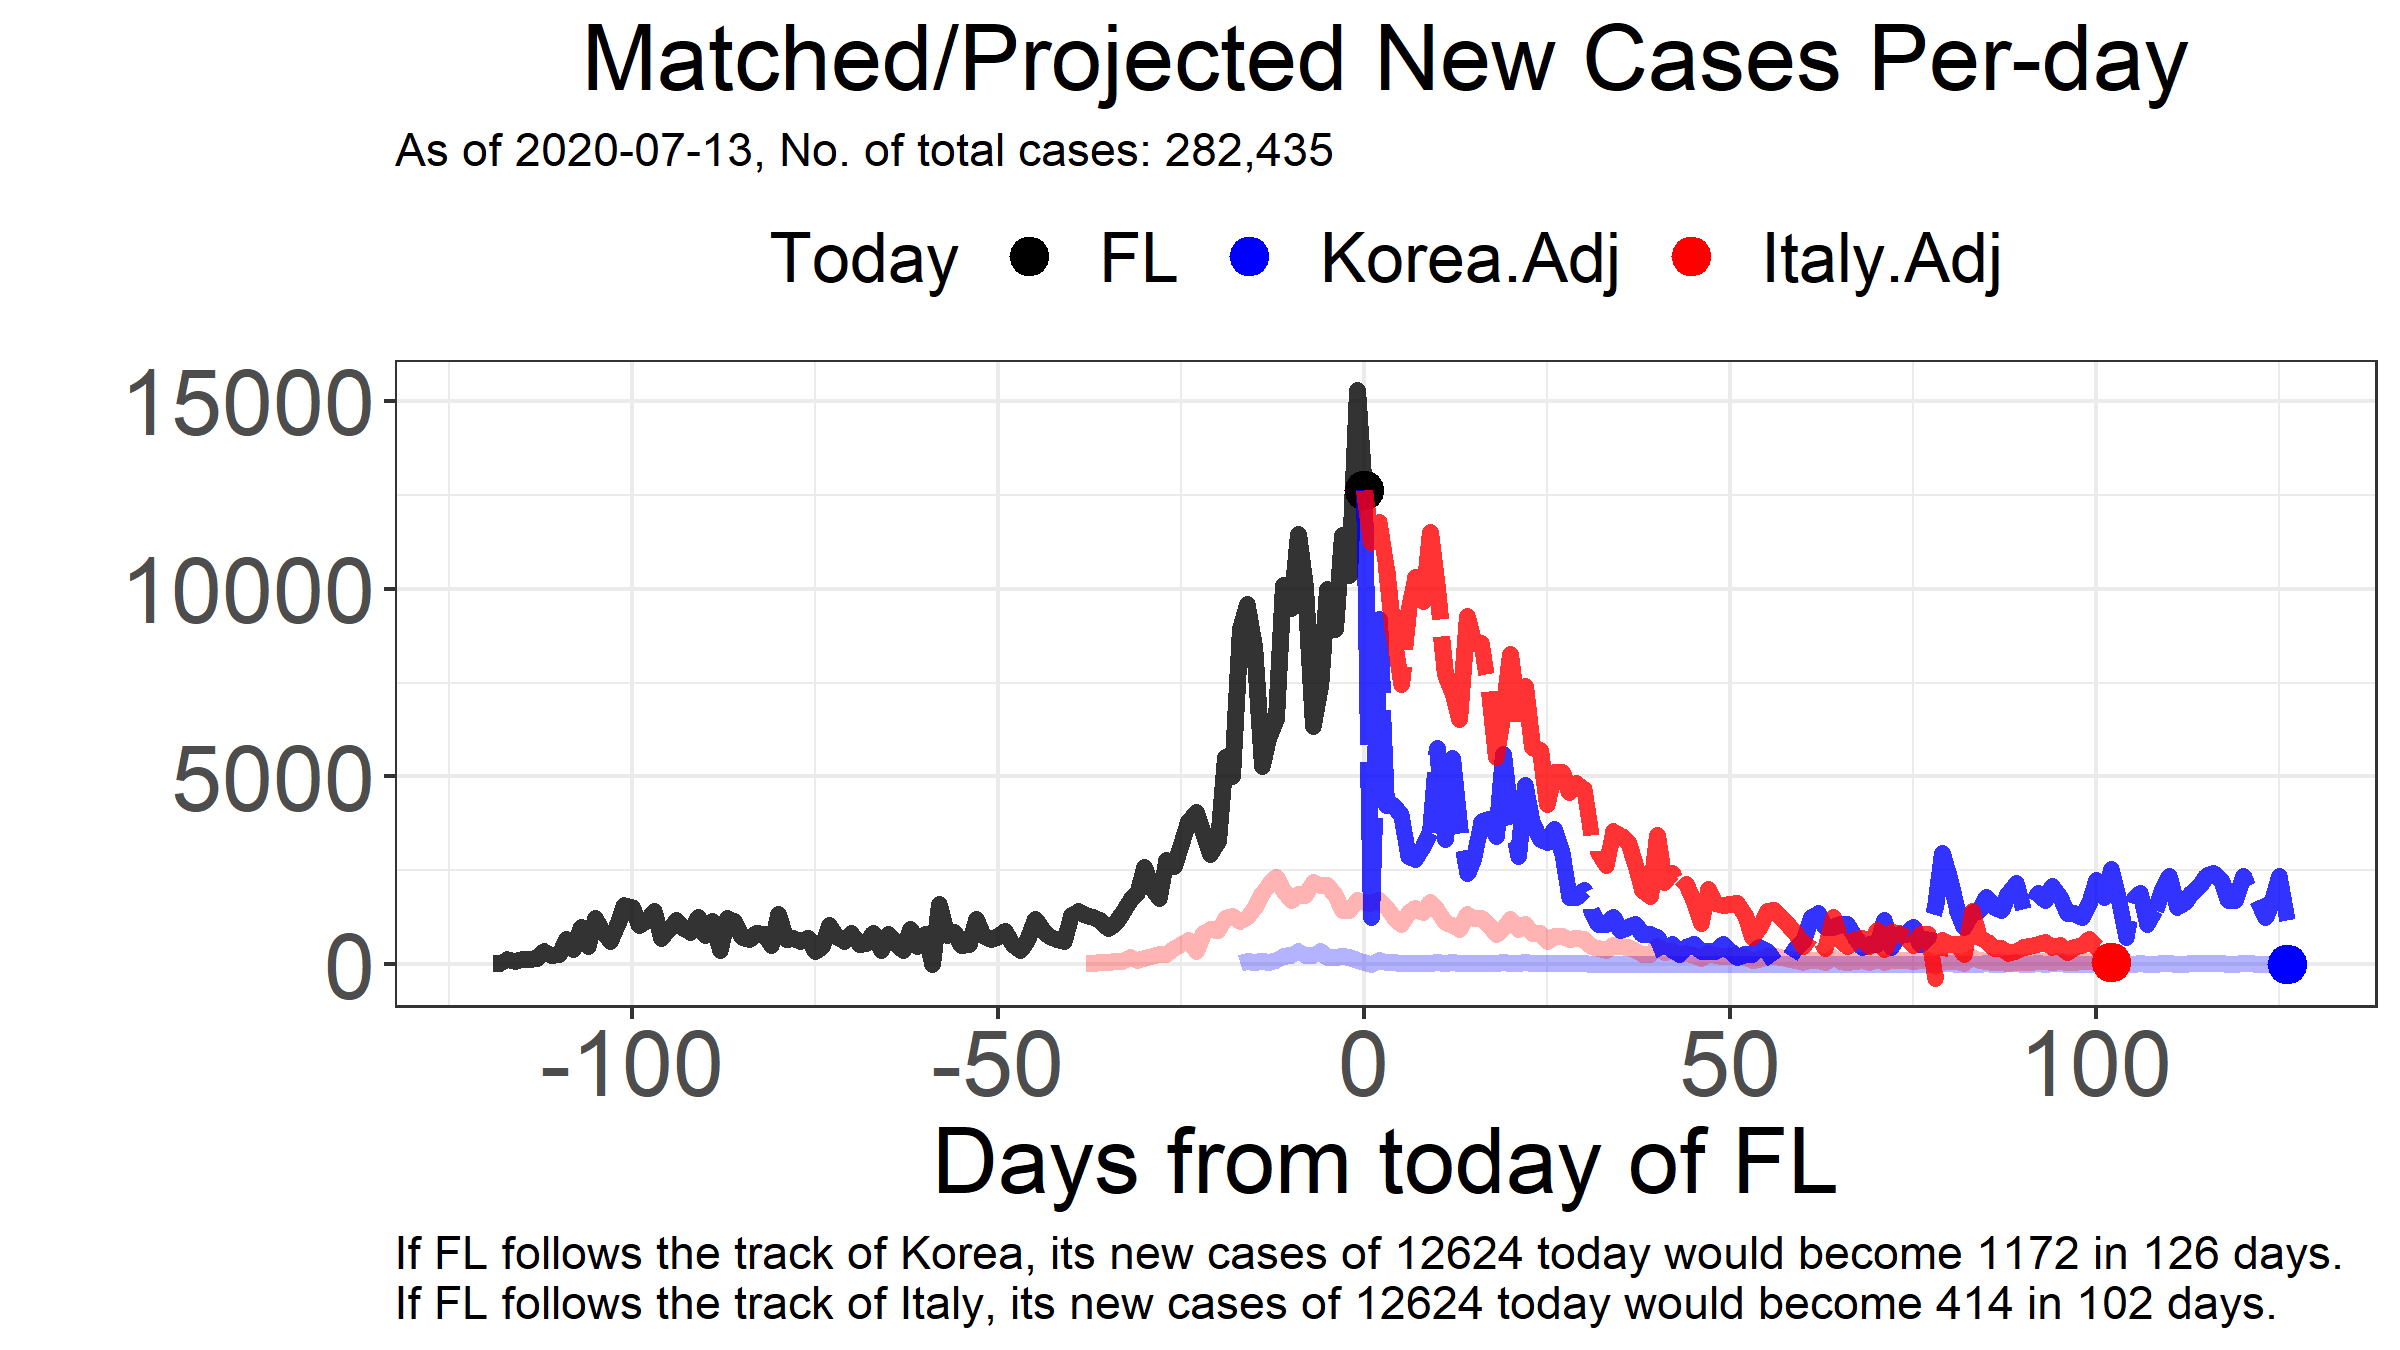 Matched/Projected New Cases Per-day
As of 2020-07-13, No. of total cases: 282,435
Today FL Korea.Adj Italy.Adj
15000
10000
5000
0
-100 -50 0 50 100
Days from today of FL
If FL follows the track of Korea, its new cases of 12624 today would become 1172 in 126 days.
If FL follows the track of Italy, its new cases of 12624 today would become 414 in 102 days.